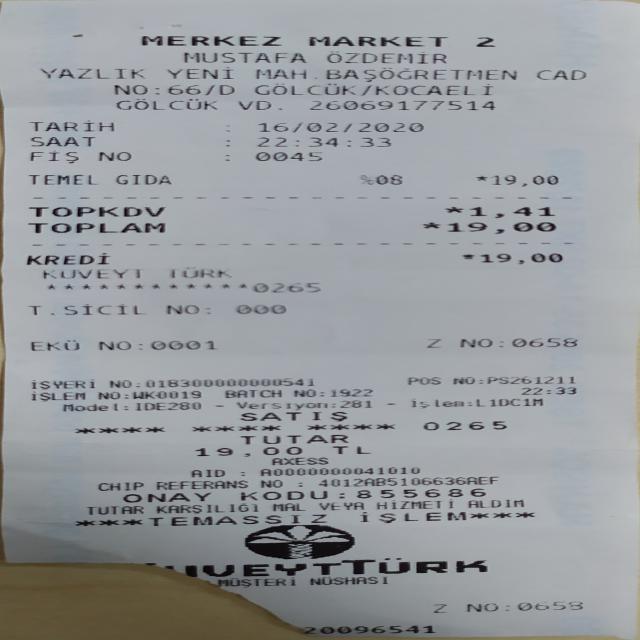 MERKEZ MARKET 2
MUSTAFA ÖZDEMİR
YAZLIK YENİ MAH.BAŞÖĞRETMEN CAD
NO:66/D GÖLCÜK/KOCAELİ
GÖLCÜK VD. 26069177514
TARİH : 16/02/2020
SAAT : 22:34:33
FİŞ NO : 0045
TEMEL GIDA %08 *19,00
TOPKDV *1,41
TOPLAM *19,00
KREDİ *19,00
KUVEYT TÜRK
************0265
T.SİCİL NO: 000
EKÜ NO:0001 Z NO:0658
İŞYERİ NO:018300000000541 POS NO:PS261211
İŞLEM NO:WK0019 BATCH NO:1922 22:33
Model:IDE280 - Versiyon:281 - İşlem:L1DC1M
SATIŞ
**** **** **** 0265
TUTAR
19,00 TL
AXESS
AID : A0000000041010
CHIP REFERANS NO : 4012AB5106636AEF
ONAY KODU:855686
TUTAR KARŞILIĞI MAL VEYA HİZMETİ ALDIM
***TEMASSIZ İŞLEM***
KUVEYTTÜRK
MÜŞTERİ NÜSHASI
Z NO:0658
20096541